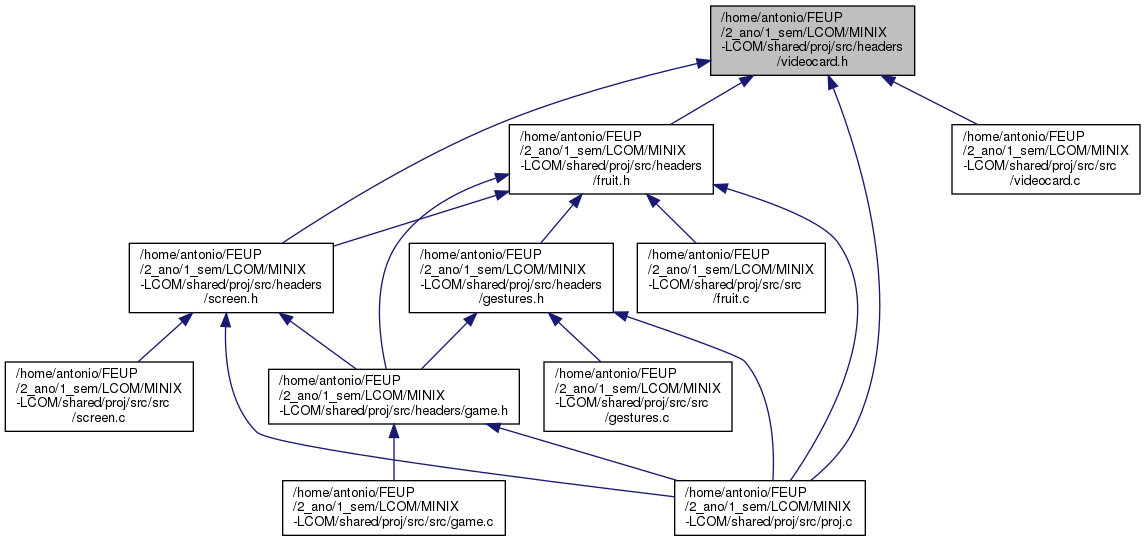 /home/antonio/FEUP
/2_ano/1_sem/LCOM/MINIX
-LCOM/shared/proj/src/headers
/videocard.h
/home/antonio/FEUP
/2_ano/1_sem/LCOM/MINIX
-LCOM/shared/proj/src/headers
/fruit.h
/home/antonio/FEUP
/2_ano/1_sem/LCOM/MINIX
-LCOM/shared/proj/src/src
/videocard.c
/home/antonio/FEUP
/2_ano/1_sem/LCOM/MINIX
-LCOM/shared/proj/src/headers
/screen.h
/home/antonio/FEUP
/2_ano/1_sem/LCOM/MINIX
-LCOM/shared/proj/src/headers
/gestures.h
/home/antonio/FEUP
/2_ano/1_sem/LCOM/MINIX
-LCOM/shared/proj/src/src
/fruit.c
/home/antonio/FEUP
/2_ano/1_sem/LCOM/MINIX
-LCOM/shared/proj/src/src
/screen.c
/home/antonio/FEUP
/2_ano/1_sem/LCOM/MINIX
-LCOM/shared/proj/src/headers/game.h
/home/antonio/FEUP
/2_ano/1_sem/LCOM/MINIX
-LCOM/shared/proj/src/src
/gestures.c
/home/antonio/FEUP
/2_ano/1_sem/LCOM/MINIX
-LCOM/shared/proj/src/src/game.c
/home/antonio/FEUP
/2_ano/1_sem/LCOM/MINIX
-LCOM/shared/proj/src/proj.c